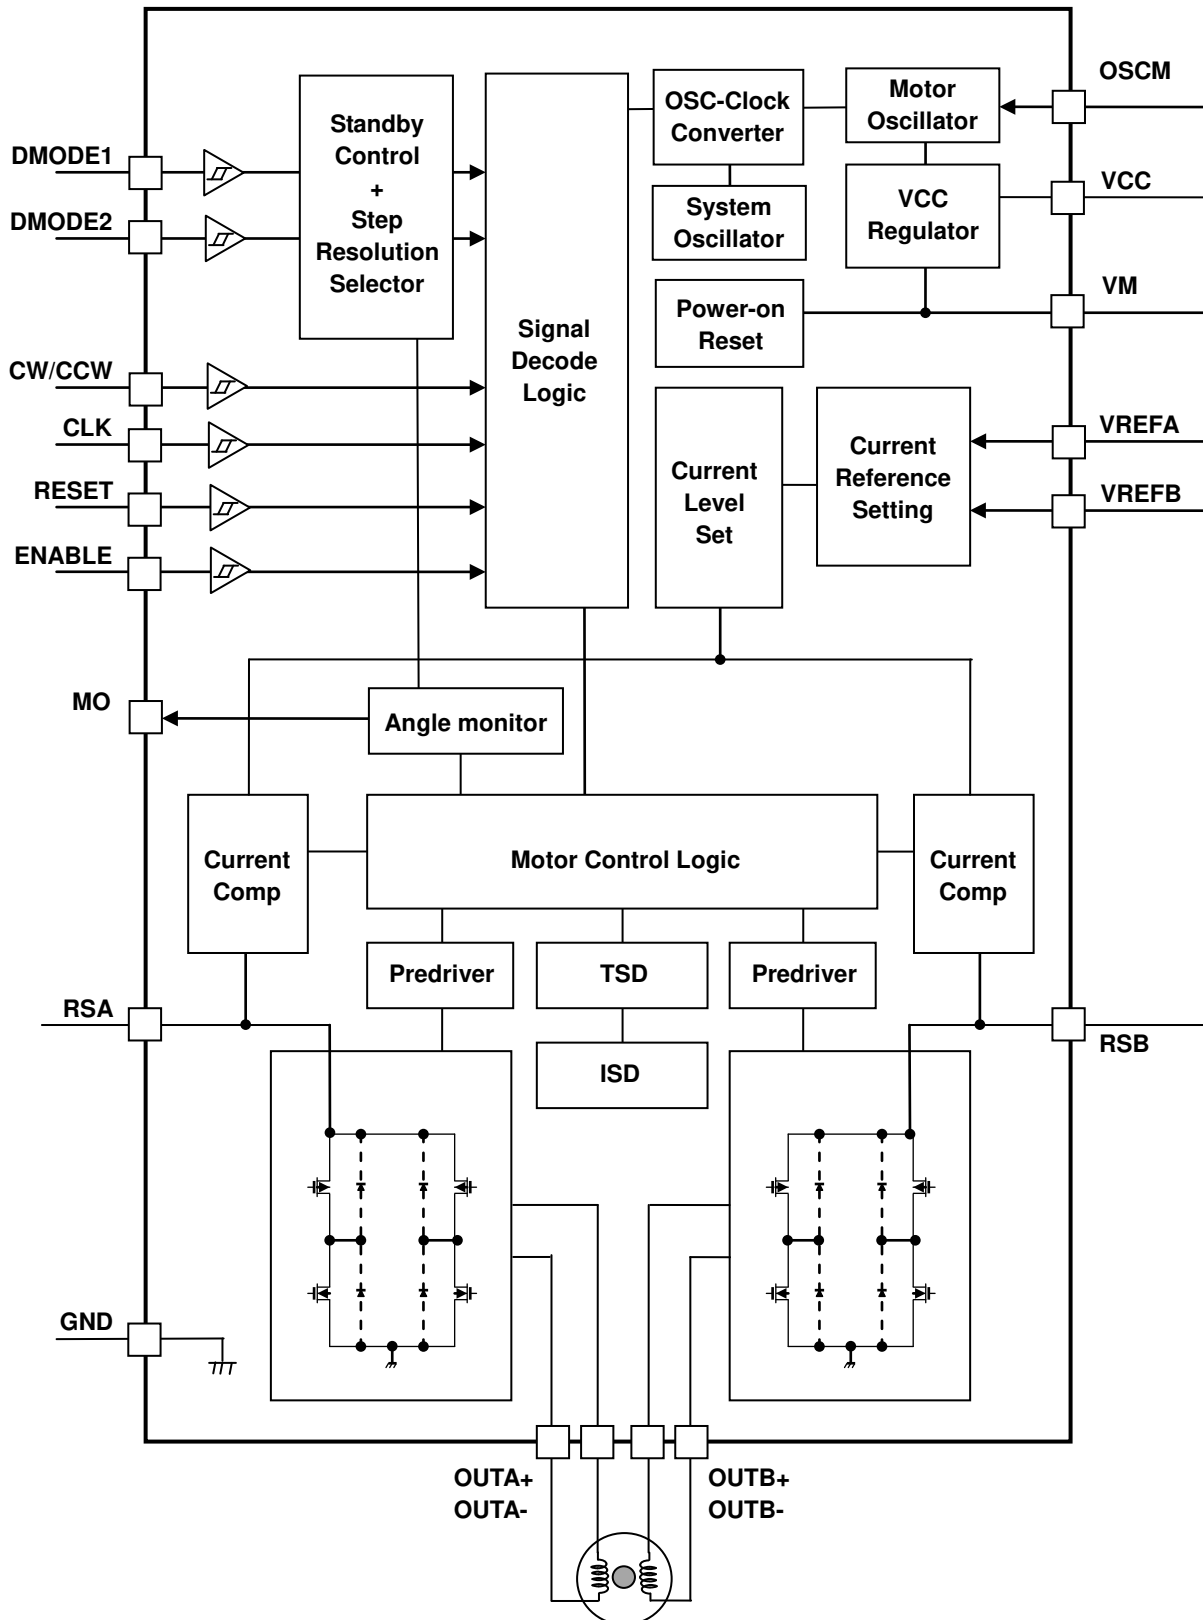 OSCM
OSC-Clock
Converter
Motor
Oscillator
Standby
Control
+
Step
Resolution
Selector
DMODE1
DMODE2
VCC
VCC
Regulator
System
Oscillator
VM
Power-on
Reset
Signal
Decode
Logic
CW/CCW
CLK
RESET
ENABLE
VREFA
VREFB
Current
Reference
Setting
Current
Level
Set
MO
Angle monitor
Current
Comp
Motor Control Logic
Current
Comp
Predriver
TSD
Predriver
RSA
RSB
ISD
GND
OUTA+
OUTA-
OUTB+
OUTB-